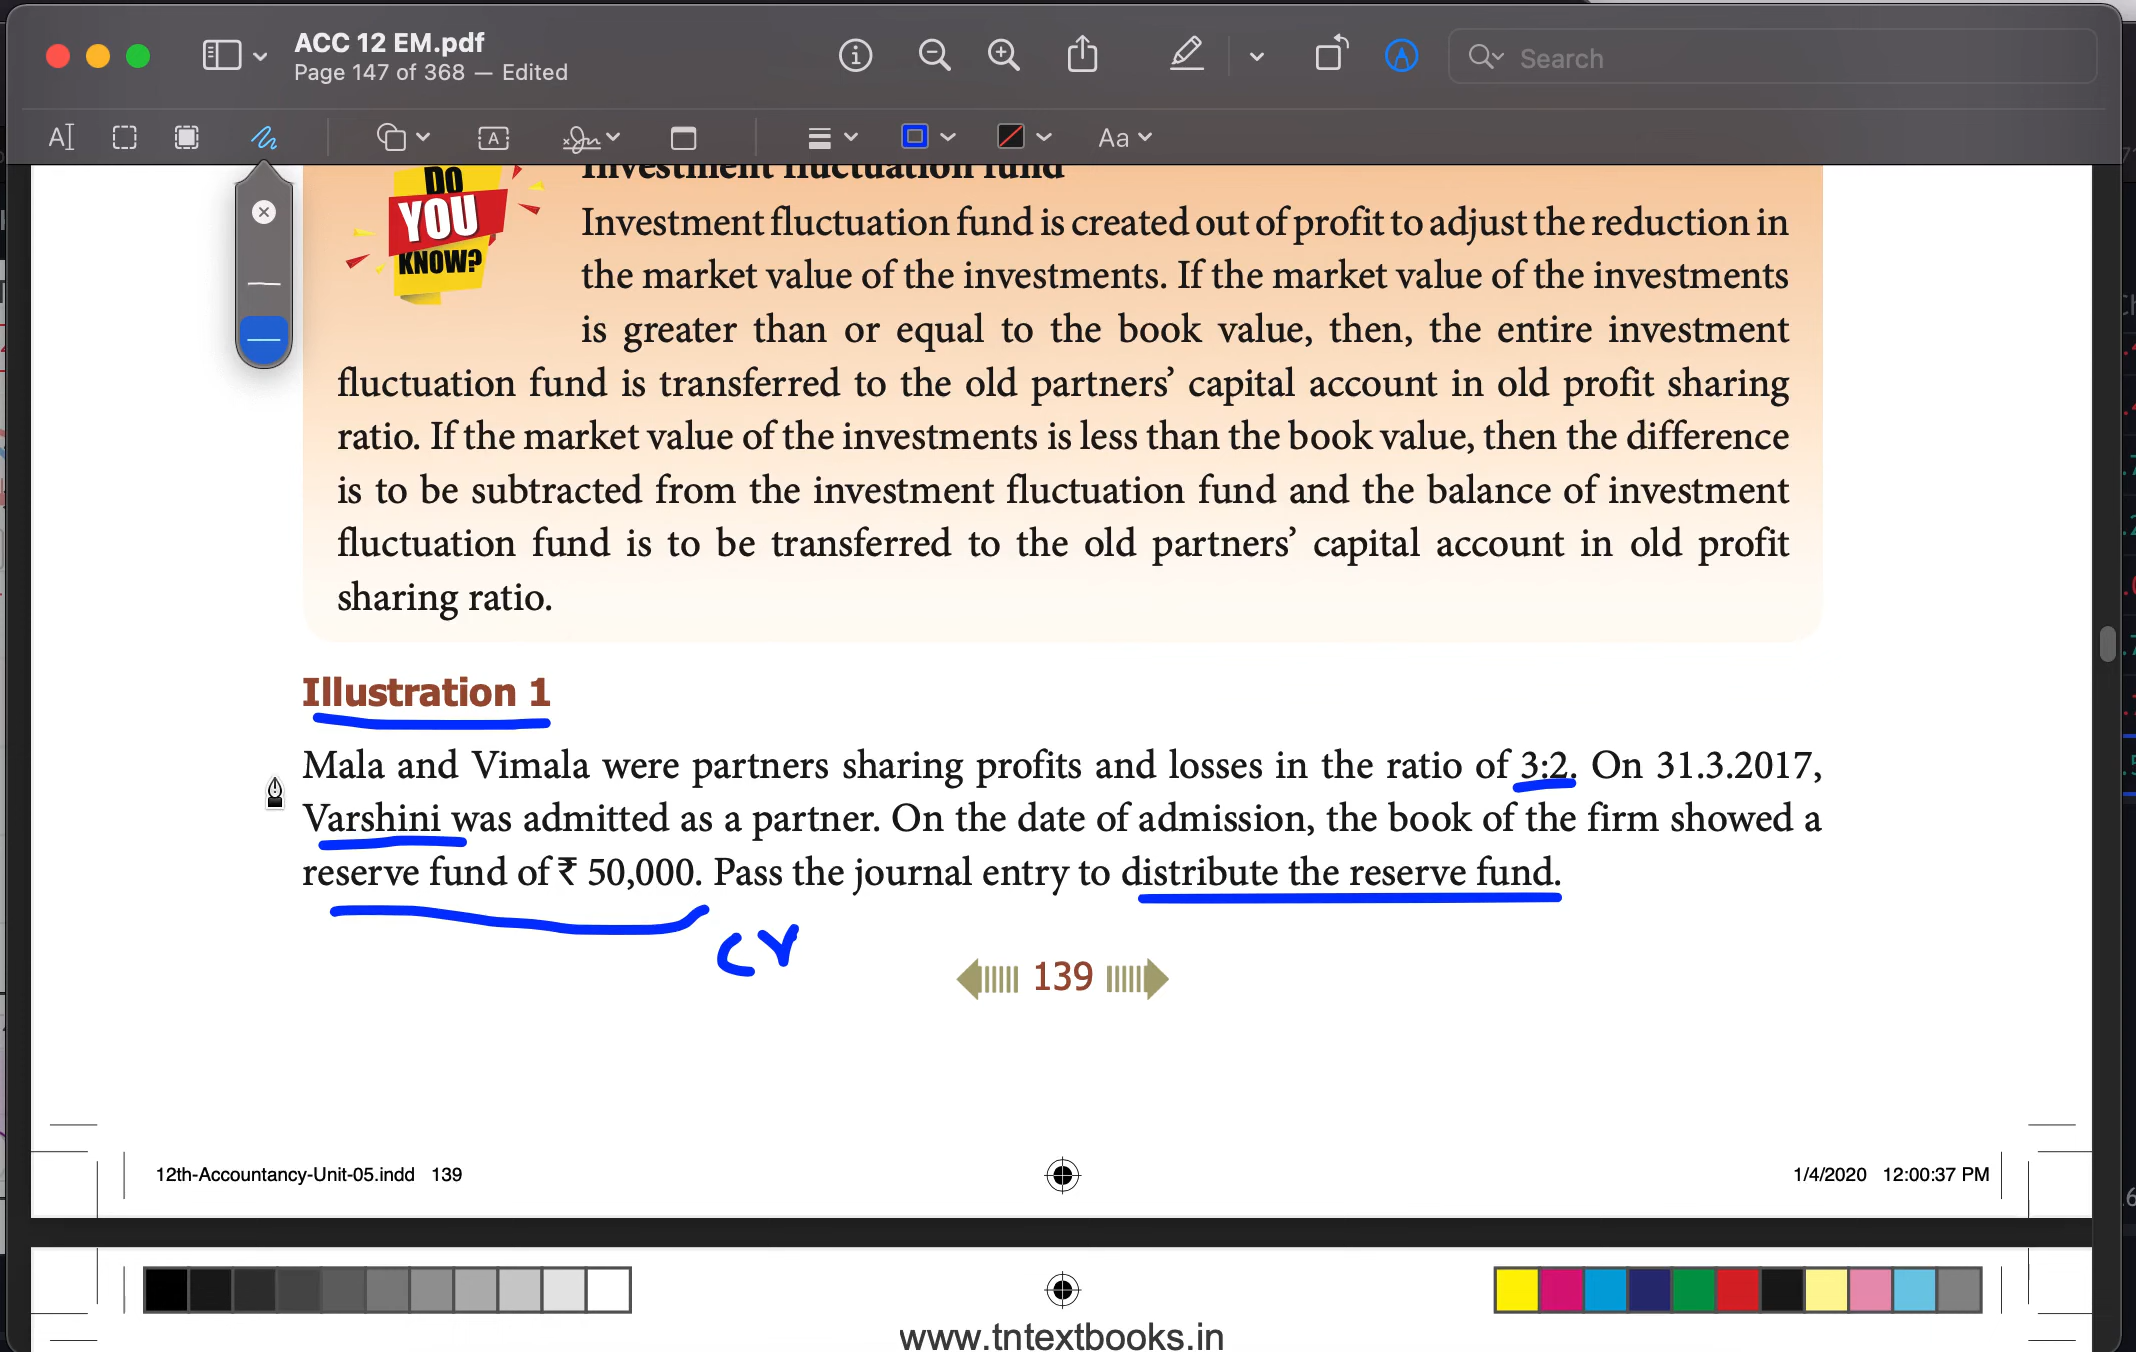 ACC 12 EM.pdf
Page 147 of 368 — Edited
Search
Aa
DO
YOU
KNOW?
Investment fluctuation fund
Investment fluctuation fund is created out of profit to adjust the reduction in
the market value of the investments. If the market value of the investments
is greater than or equal to the book value, then, the entire investment
fluctuation fund is transferred to the old partners’ capital account in old profit sharing
ratio. If the market value of the investments is less than the book value, then the difference
is to be subtracted from the investment fluctuation fund and the balance of investment
fluctuation fund is to be transferred to the old partners’ capital account in old profit
sharing ratio.
Illustration 1
Mala and Vimala were partners sharing profits and losses in the ratio of 3:2. On 31.3.2017,
Varshini was admitted as a partner. On the date of admission, the book of the firm showed a
reserve fund of ₹ 50,000. Pass the journal entry to distribute the reserve fund.
cr
139
12th-Accountancy-Unit-05.indd 139
1/4/2020 12:00:37 PM
www.tntextbooks.in